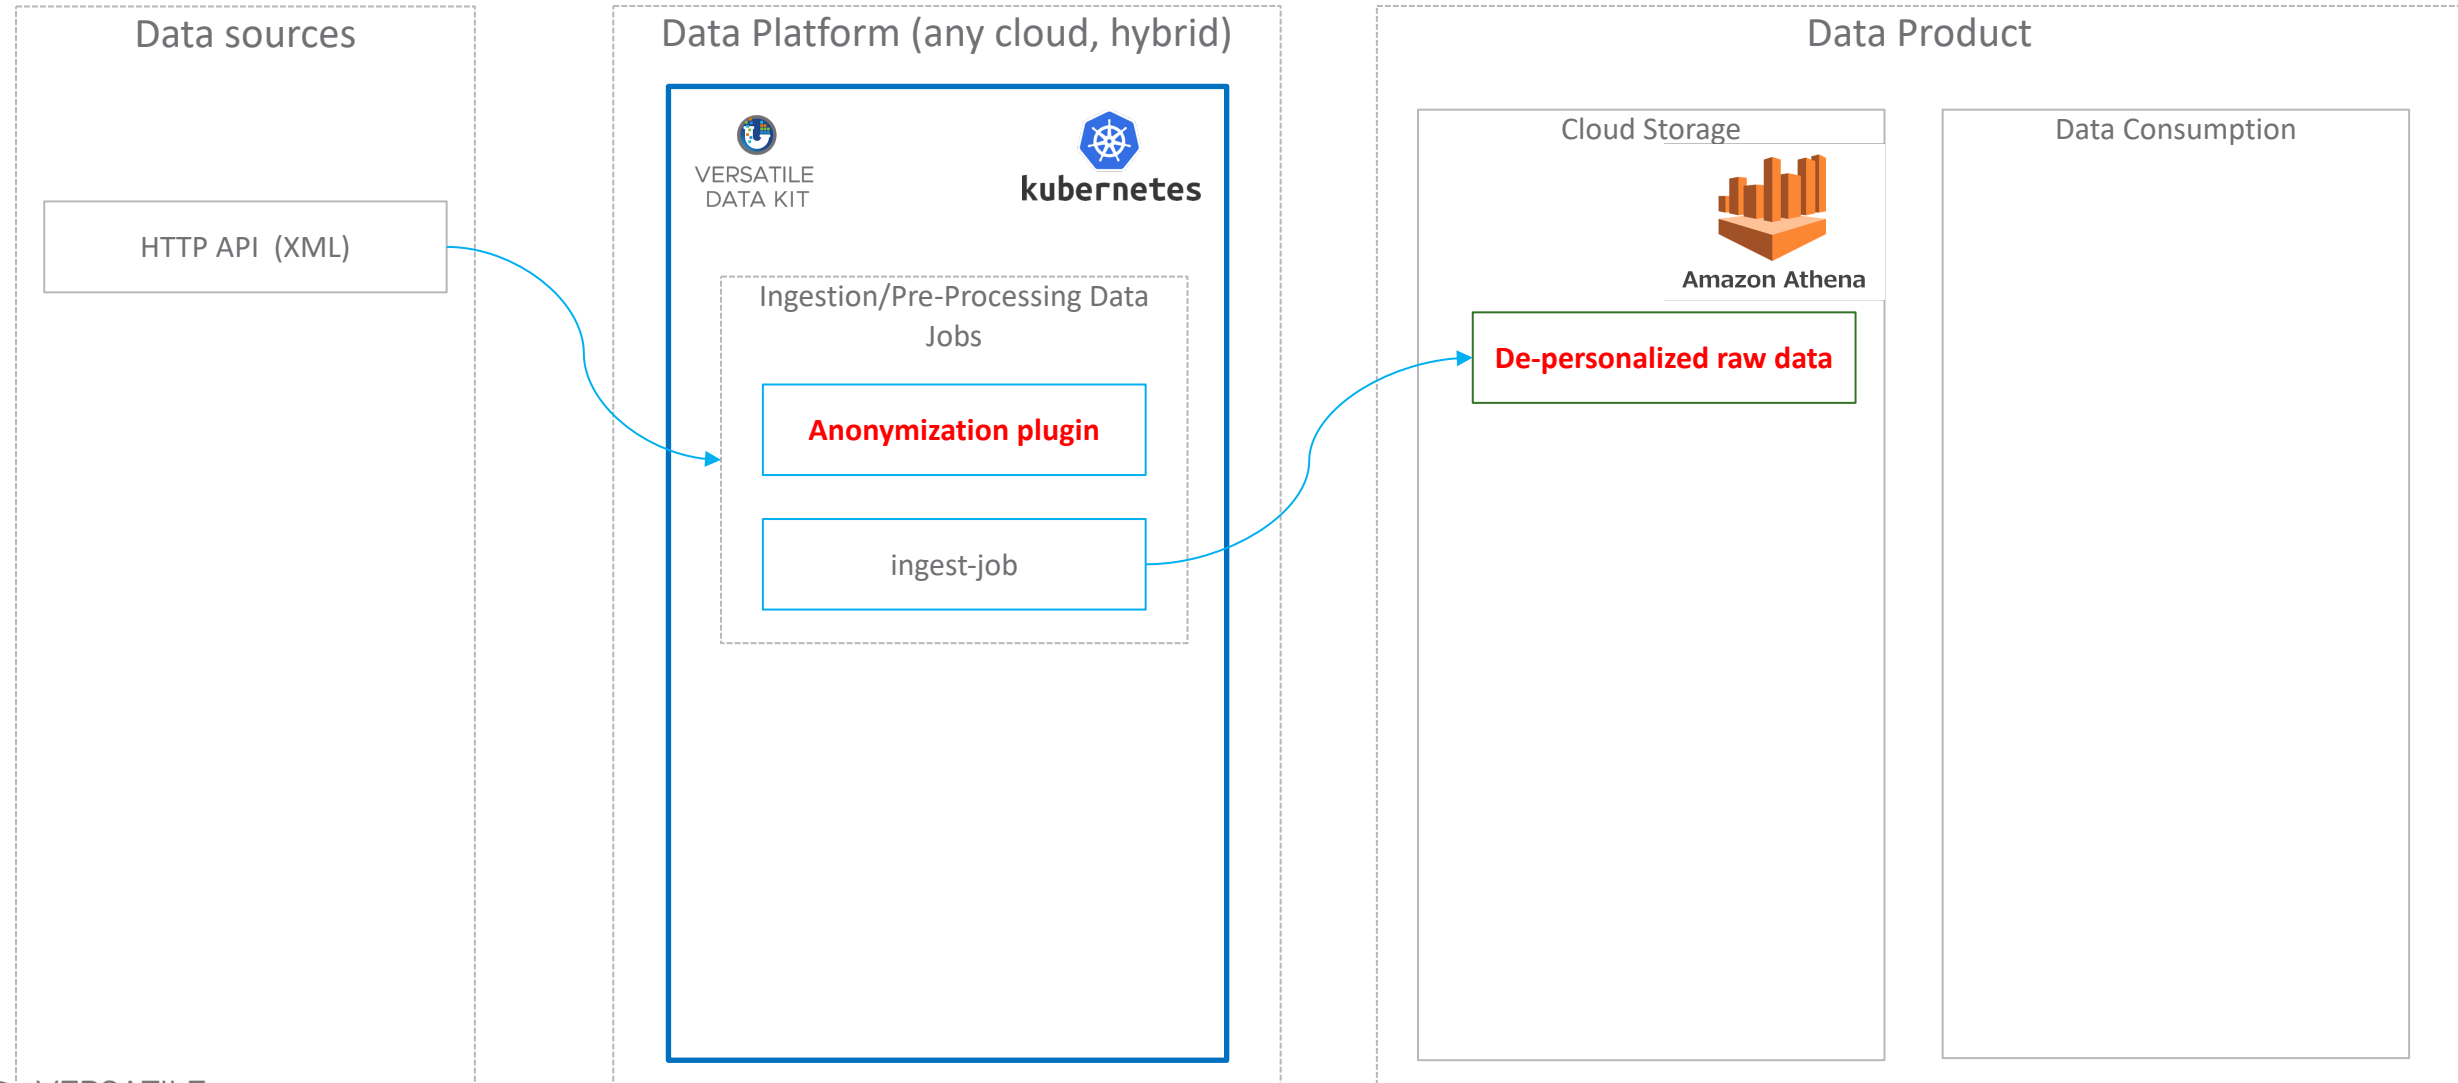 Data sources
Data Platform (any cloud, hybrid)
Data Product
HTTP API (XML)
VERSATILE
DATA KIT
kubernetes
Ingestion/Pre-Processing Data
Jobs
Anonymization plugin
ingest-job
Cloud Storage
Amazon Athena
De-personalized raw data
Data Consumption
VERSATILE